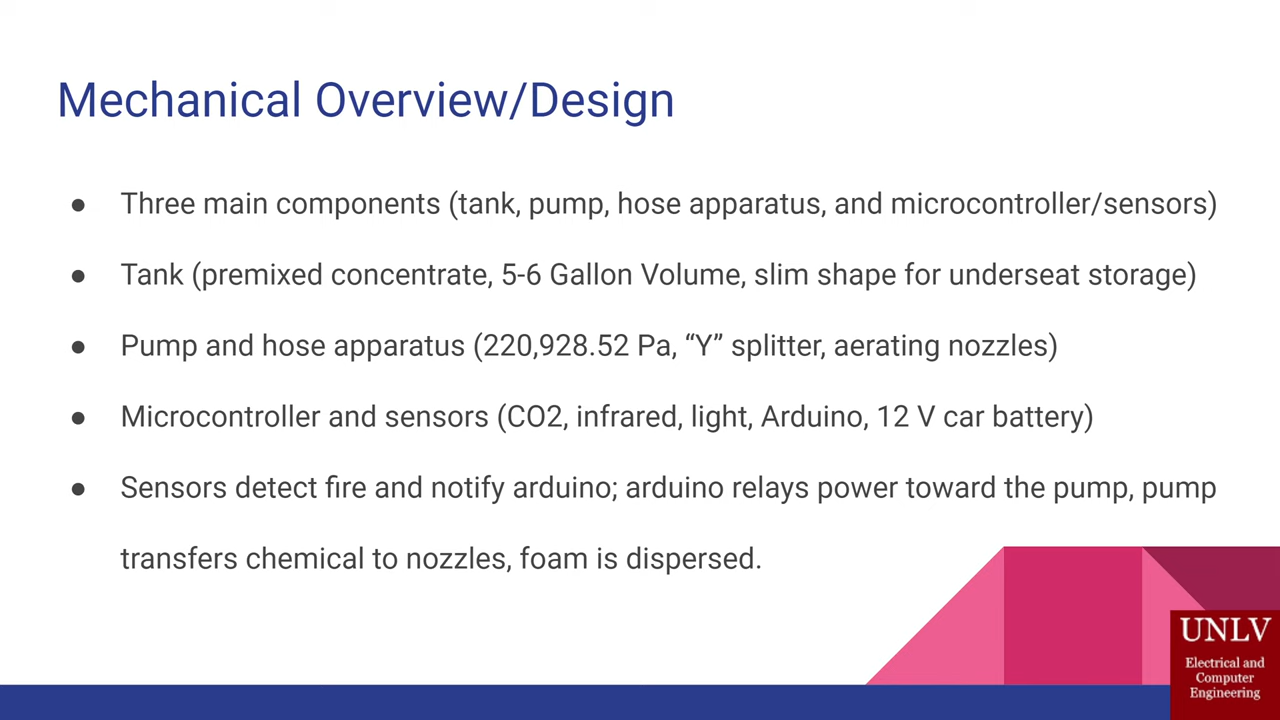 Mechanical Overview/Design
● Three main components (tank, pump, hose apparatus, and microcontroller/sensors)
● Tank (premixed concentrate, 5-6 Gallon Volume, slim shape for underseat storage)
● Pump and hose apparatus (220,928.52 Pa, “Y” splitter, aerating nozzles)
● Microcontroller and sensors (CO2, infrared, light, Arduino, 12 V car battery)
● Sensors detect fire and notify arduino; arduino relays power toward the pump, pump
transfers chemical to nozzles, foam is dispersed.
UNLV
Electrical and
Computer
Engineering